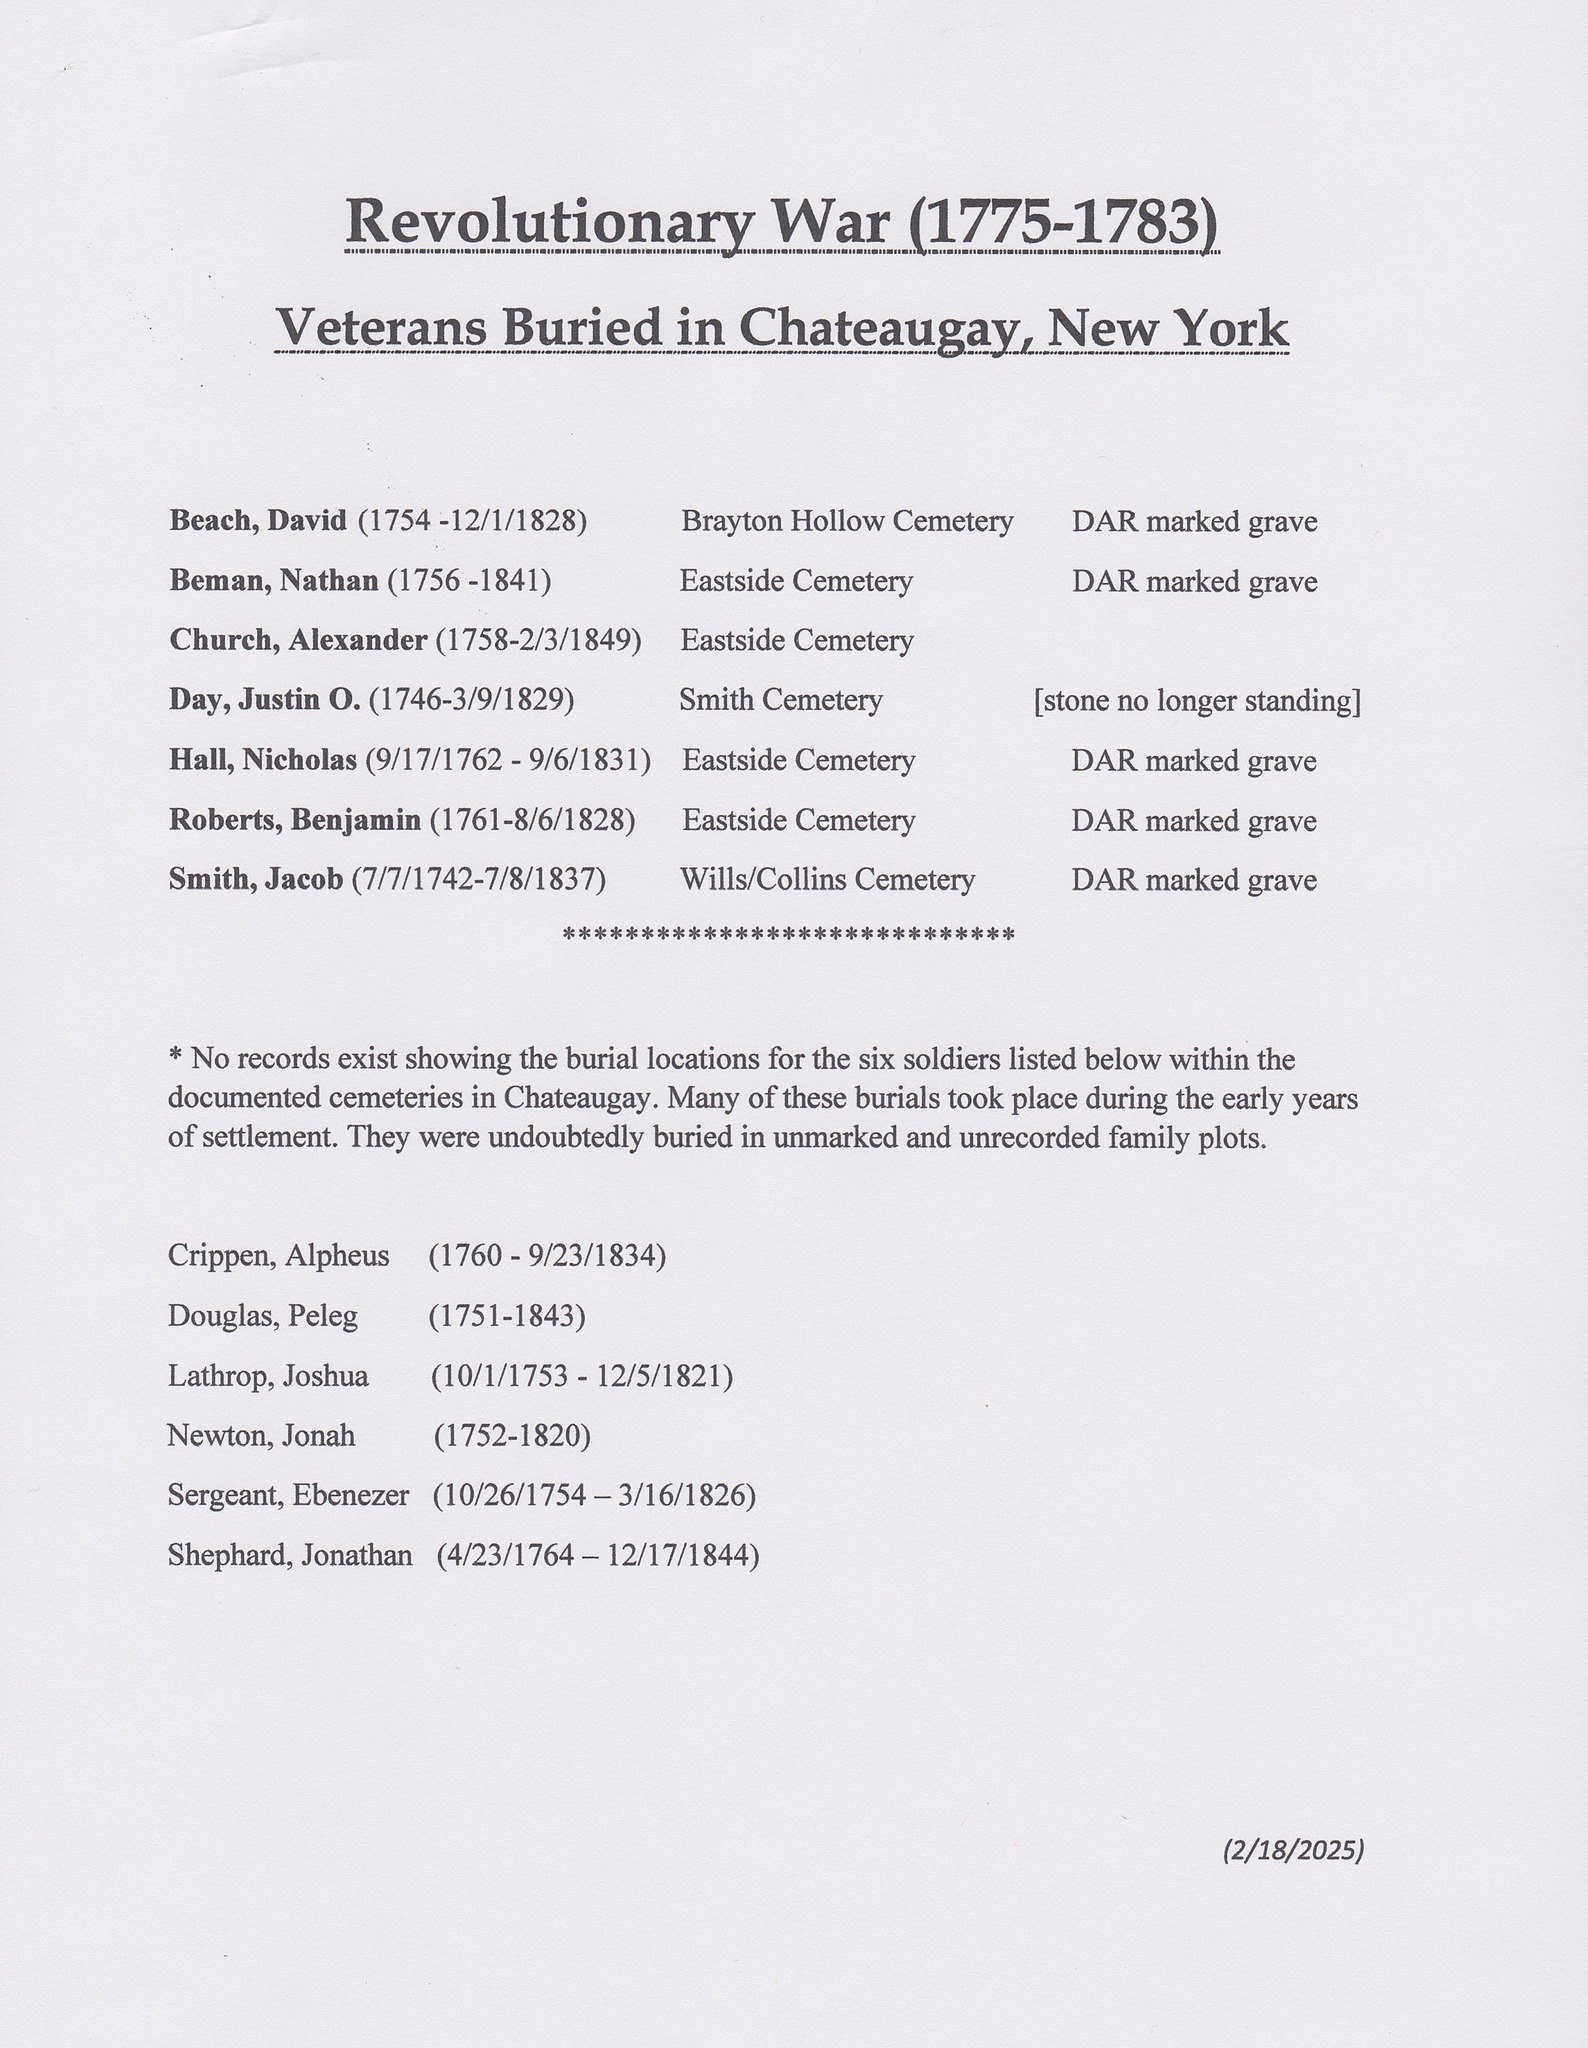 Revolutionary War (1775-1783)
Veterans Buried in Chateaugay, New York
Beach, David (1754 -12/1/1828) Brayton Hollow Cemetery DAR marked grave
Beman, Nathan (1756 -1841) Eastside Cemetery DAR marked grave
Church, Alexander (1758-2/3/1849) Eastside Cemetery
Day, Justin O. (1746-3/9/1829) Smith Cemetery [stone no longer standing]
Hall, Nicholas (9/17/1762 - 9/6/1831) Eastside Cemetery DAR marked grave
Roberts, Benjamin (1761-8/6/1828) Eastside Cemetery DAR marked grave
Smith, Jacob (7/7/1742-7/8/1837) Wills/Collins Cemetery DAR marked grave
*****************************
* No records exist showing the burial locations for the six soldiers listed below within the
documented cemeteries in Chateaugay. Many of these burials took place during the early years
of settlement. They were undoubtedly buried in unmarked and unrecorded family plots.
Crippen, Alpheus (1760 - 9/23/1834)
Douglas, Peleg (1751-1843)
Lathrop, Joshua (10/1/1753 - 12/5/1821)
Newton, Jonah (1752-1820)
Sergeant, Ebenezer (10/26/1754 – 3/16/1826)
Shephard, Jonathan (4/23/1764 – 12/17/1844)
(2/18/2025)